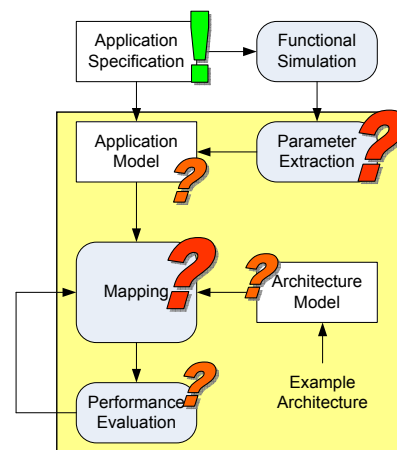 Application
Specification
!
Functional
Simulation
Application
Model
?
Parameter
Extraction
?
Mapping
?
?
Architecture
Model
Performance
Evaluation
?
Example
Architecture